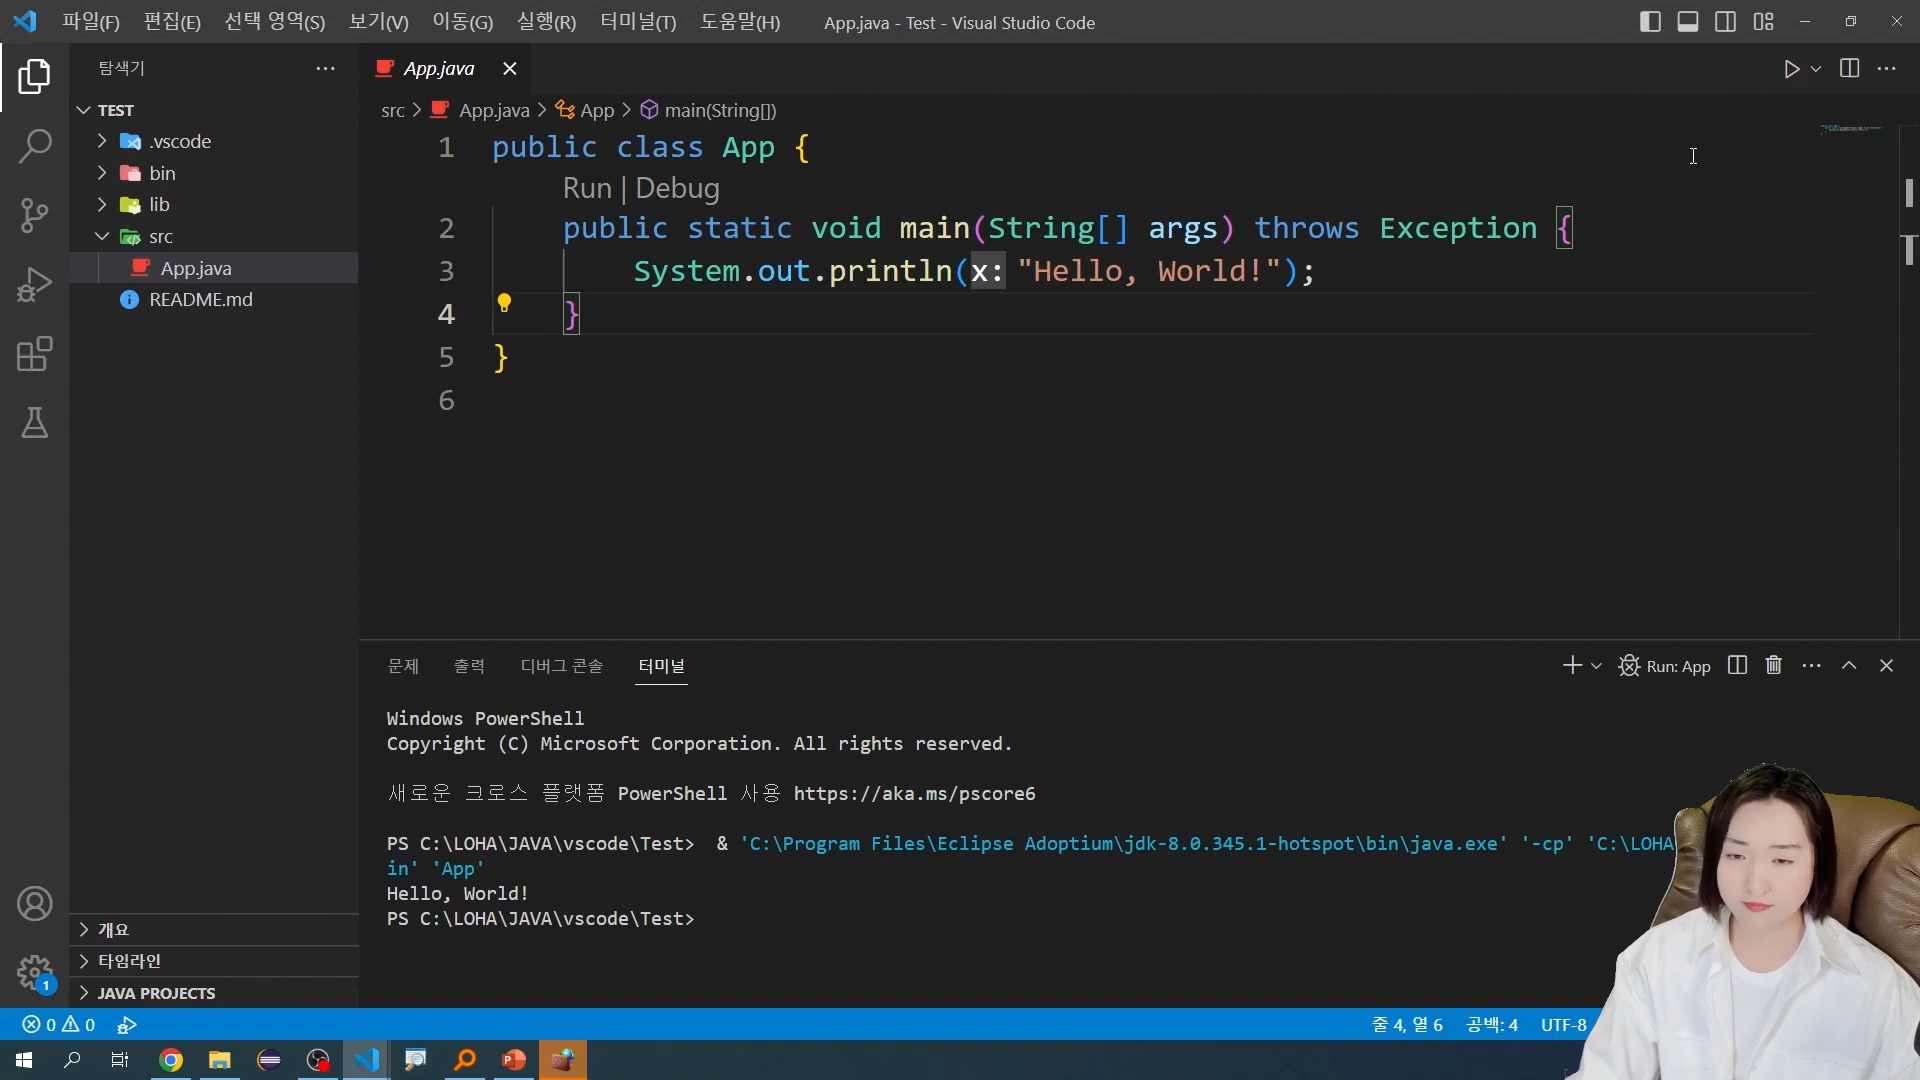 파일(F) 편집(E) 선택 영역(S) 보기(V) 이동(G) 실행(R) 터미널(T) 도움말(H) App.java - Test - Visual Studio Code
탐색기
App.java
TEST
.vscode
bin
lib
src
App.java
README.md
src > App.java > App > main(String[])
1 public class App {
Run | Debug
2 public static void main(String[] args) throws Exception {
3 System.out.println(x: "Hello, World!");
4 }
5 }
6
문제 출력 디버그 콘솔 터미널
Run: App
Windows PowerShell
Copyright (C) Microsoft Corporation. All rights reserved.
새로운 크로스 플랫폼 PowerShell 사용 https://aka.ms/pscore6
PS C:\LOHA\JAVA\vscode\Test> & 'C:\Program Files\Eclipse Adoptium\jdk-8.0.345.1-hotspot\bin\java.exe' '-cp' 'C:\LOHA
in' 'App'
Hello, World!
PS C:\LOHA\JAVA\vscode\Test>
개요
타임라인
JAVA PROJECTS
1
0 0
줄 4, 열 6 공백: 4 UTF-8